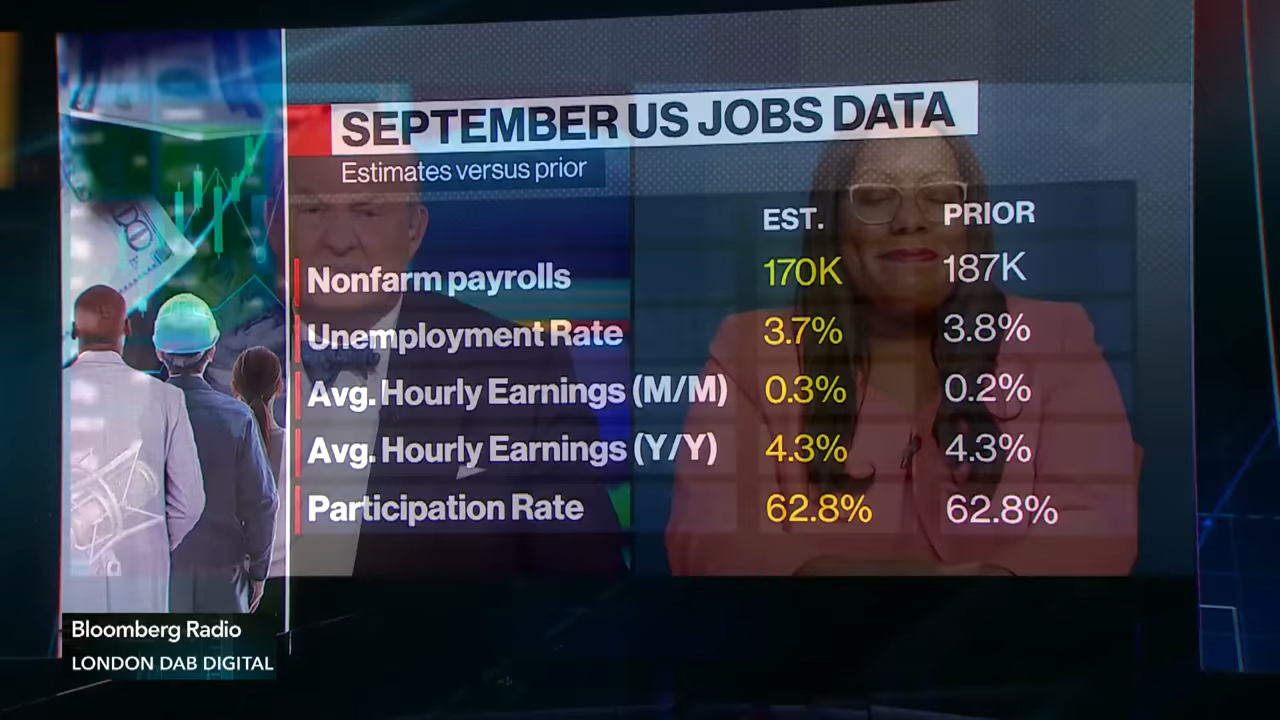 SEPTEMBER US JOBS DATA
Estimates versus prior
EST. PRIOR
Nonfarm payrolls 170K 187K
Unemployment Rate 3.7% 3.8%
Avg. Hourly Earnings (M/M) 0.3% 0.2%
Avg. Hourly Earnings (Y/Y) 4.3% 4.3%
Participation Rate 62.8% 62.8%
Bloomberg Radio
LONDON DAB DIGITAL